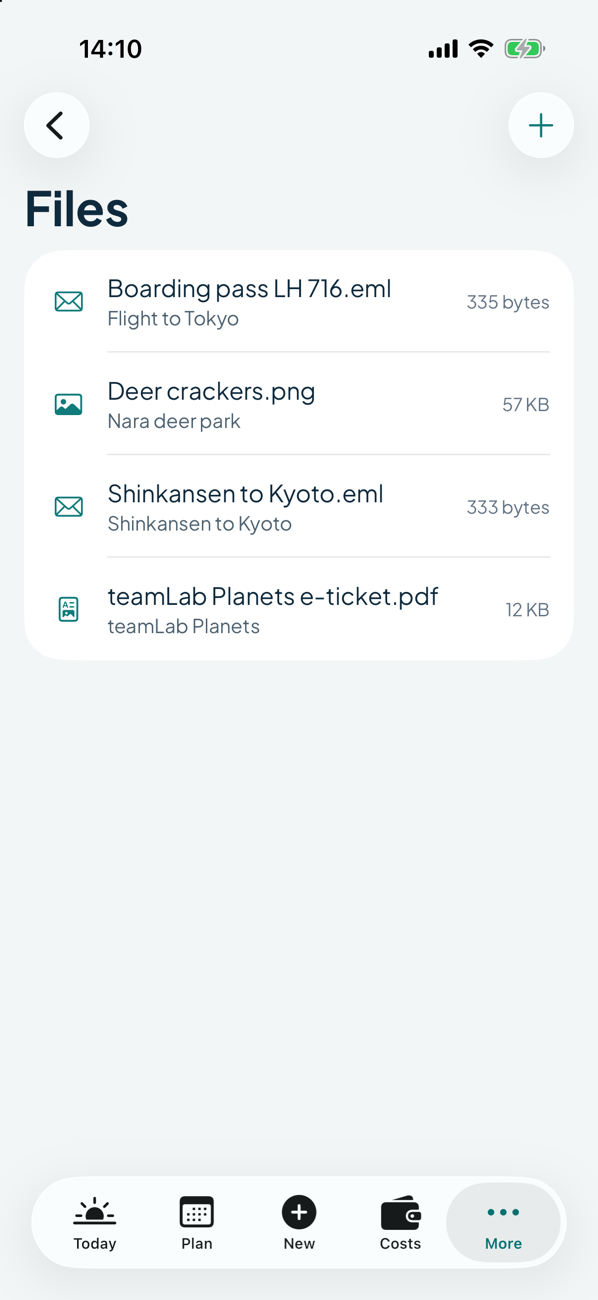 14:10
Files
Boarding pass LH 716.eml
Flight to Tokyo
335 bytes
Deer crackers.png
Nara deer park
57 KB
Shinkansen to Kyoto.eml
Shinkansen to Kyoto
333 bytes
teamLab Planets e-ticket.pdf
teamLab Planets
12 KB
Today
Plan
New
Costs
More